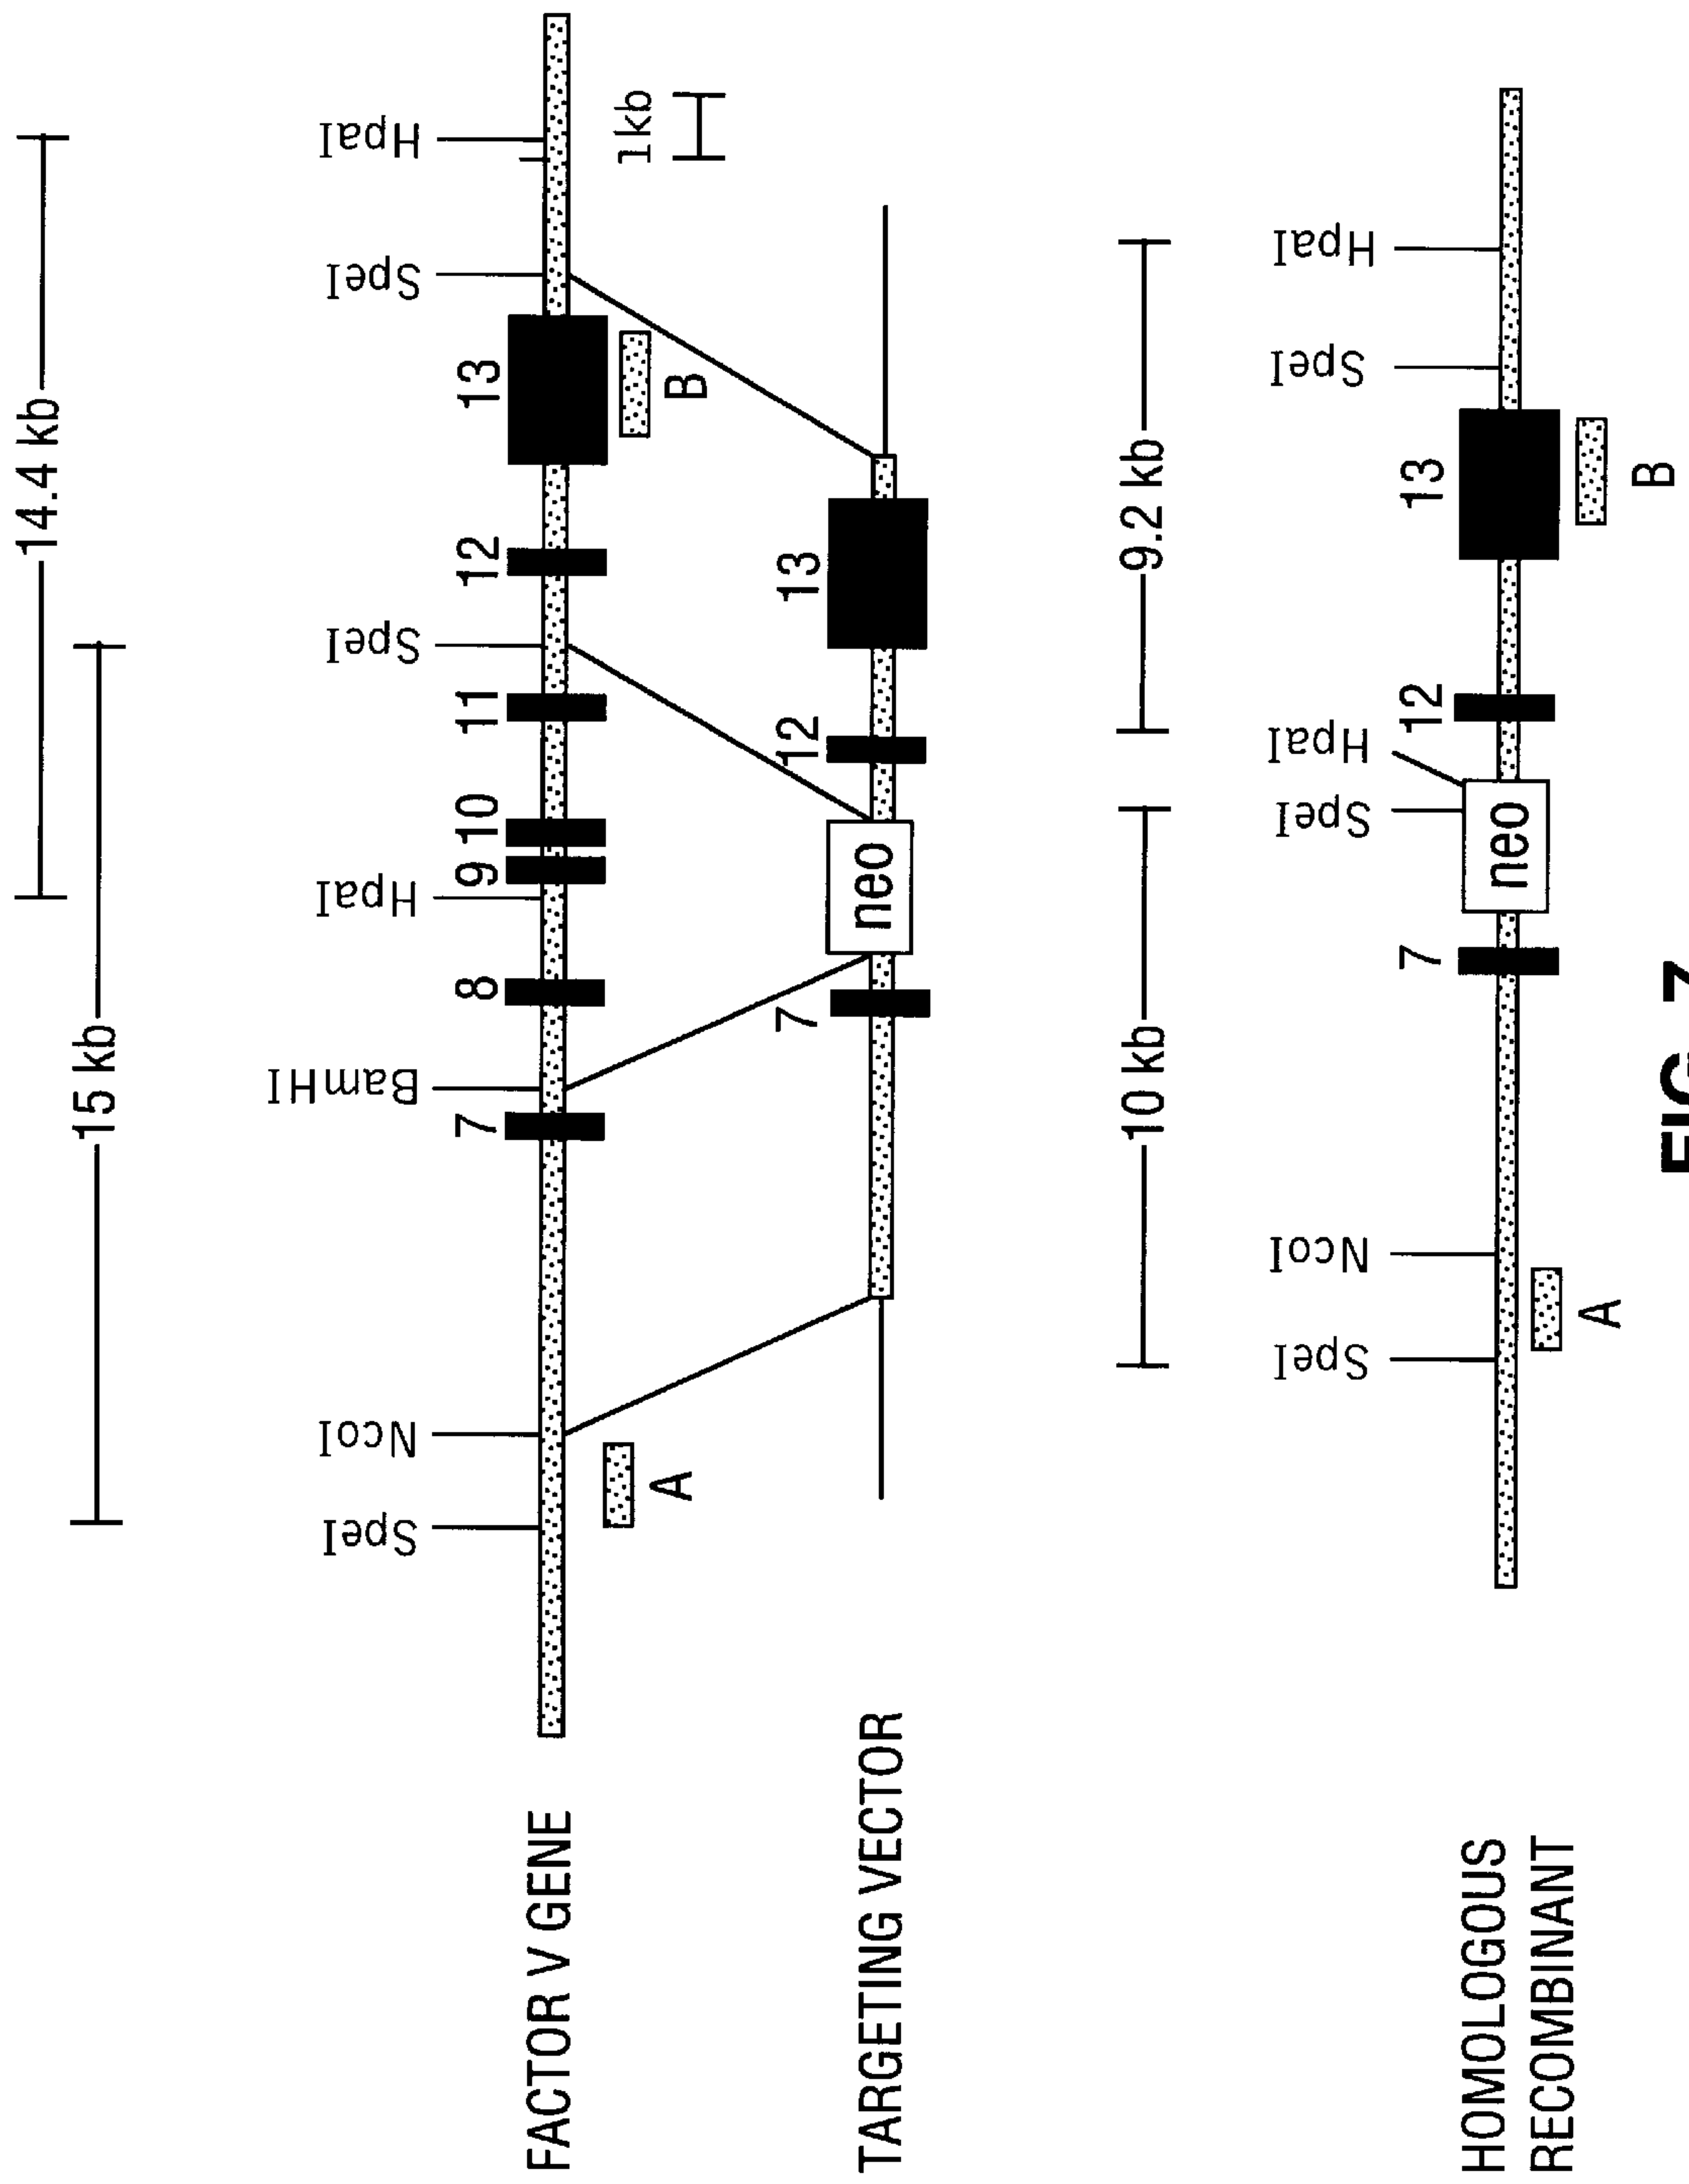 14.4 kb
15 kb
SpeI NcoI BamHI HpaI SpeI SpeI HpaI
7 8 9 10 11 12 13
FACTOR V GENE
A B 1kb
7 12 13
neo
TARGETING VECTOR
10 kb 9.2 kb
SpeI NcoI SpeI HpaI SpeI HpaI
7 12 13
neo
HOMOLOGOUS
RECOMBINANT
A B